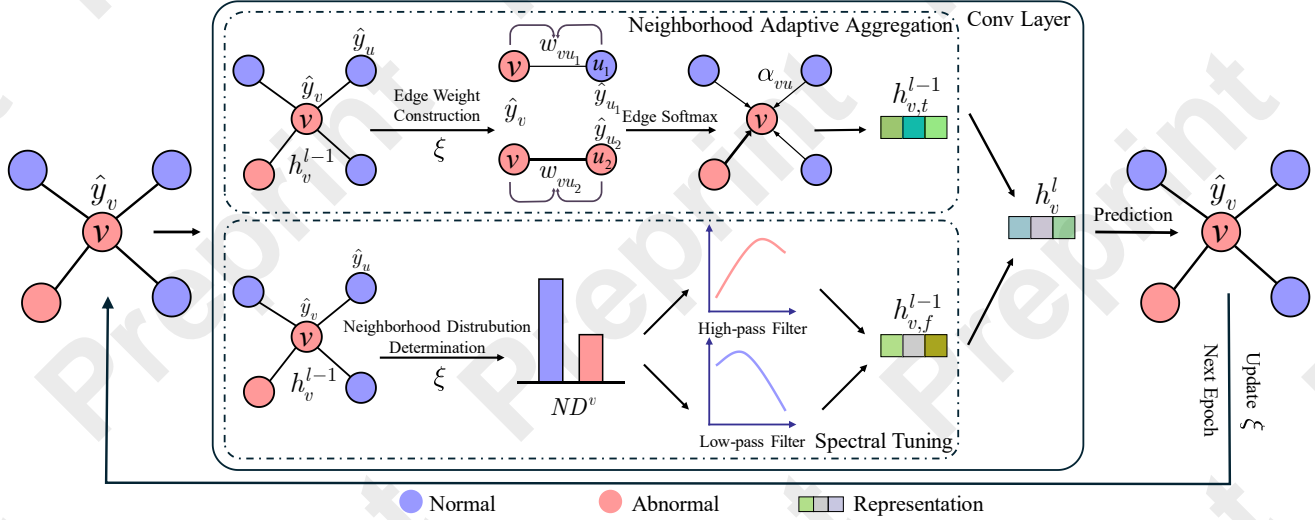 Neighborhood Adaptive Aggregation
Conv Layer
ŷ_u
ŷ_v
v
h_v^{l-1}
Edge Weight
Construction
ξ
w_{vu_1}
v
u_1
ŷ_v
ŷ_{u_1}
ŷ_{u_2}
v
u_2
w_{vu_2}
Edge Softmax
α_{vu}
v
h_{v,t}^{l-1}
ŷ_v
v
h_v^l
Prediction
ŷ_v
v
ŷ_u
ŷ_v
v
h_v^{l-1}
Neighborhood Distrubution
Determination
ξ
ND^v
High-pass Filter
Low-pass Filter
h_{v,f}^{l-1}
Spectral Tuning
Update ξ
Next Epoch
Normal
Abnormal
Representation
Preprint
Preprint
Preprint